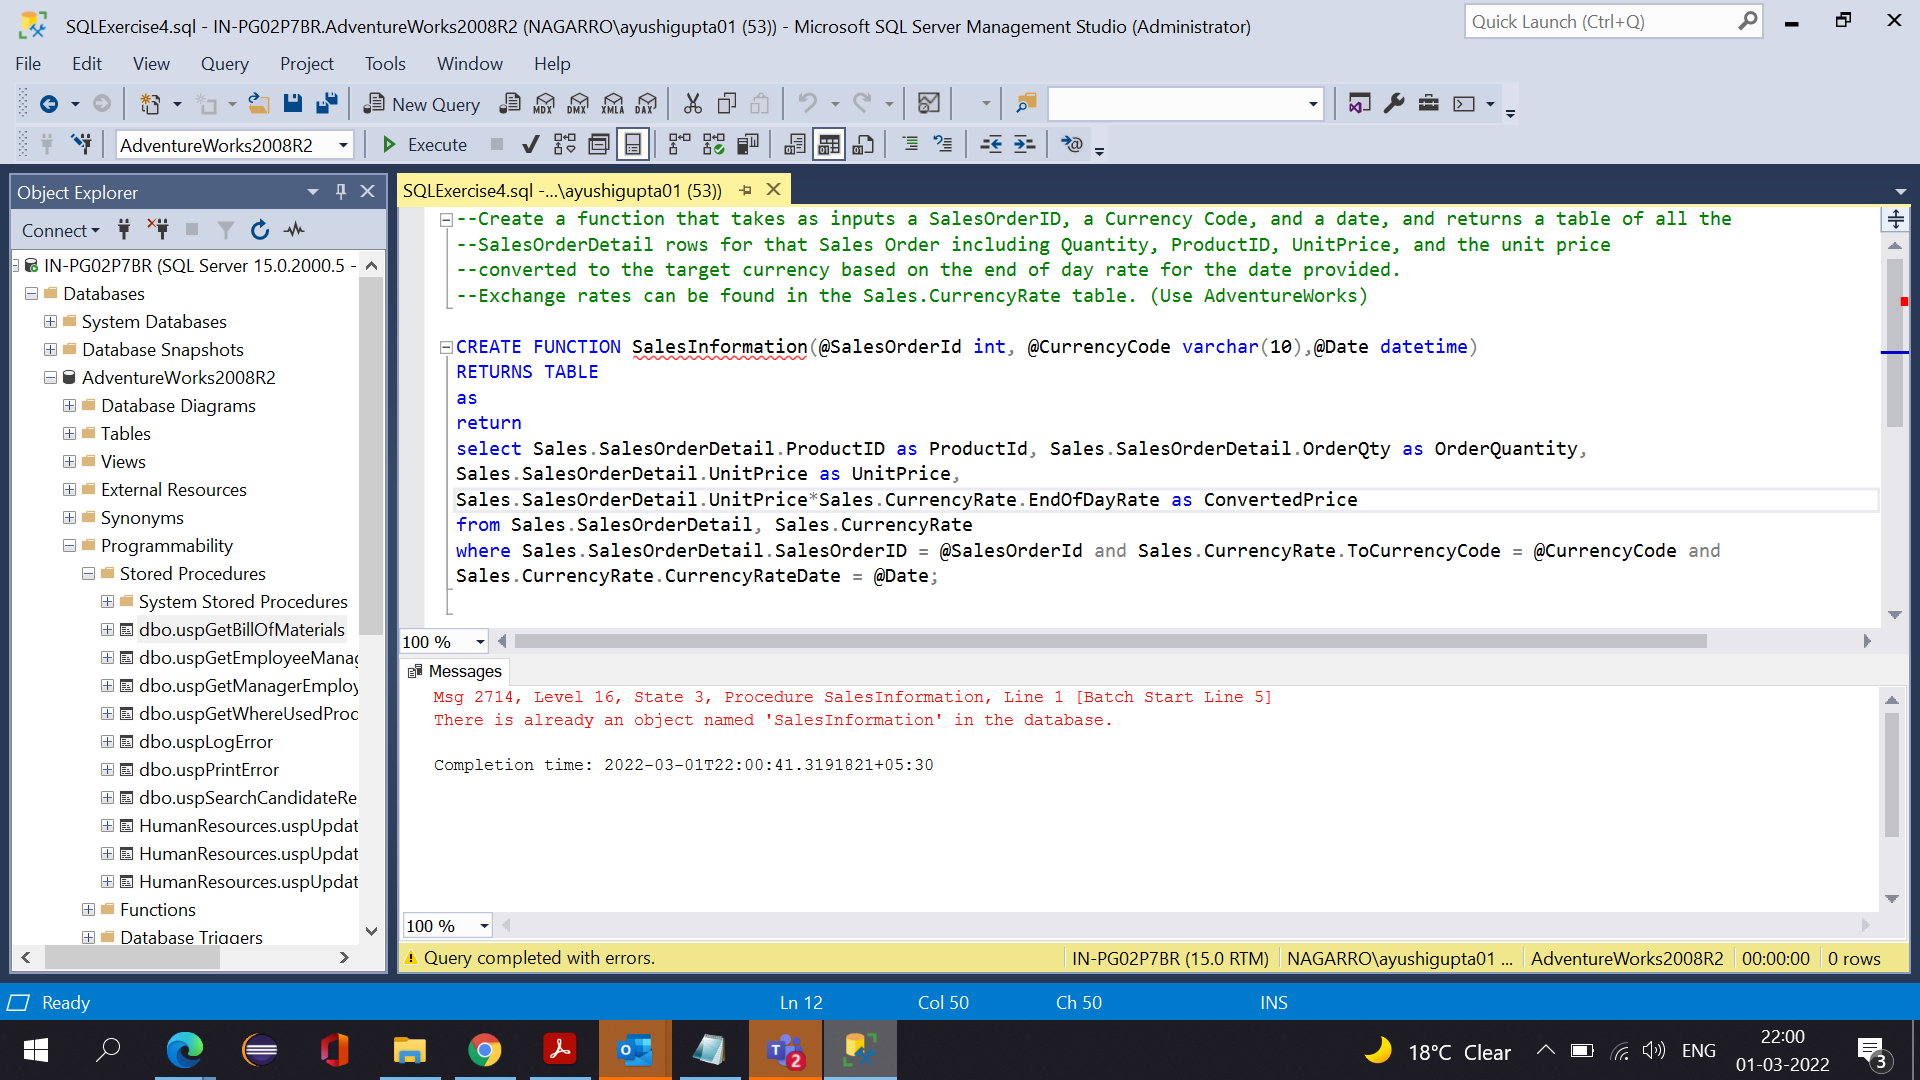 SQLExercise4.sql - IN-PG02P7BR.AdventureWorks2008R2 (NAGARRO\ayushigupta01 (53)) - Microsoft SQL Server Management Studio (Administrator)
Quick Launch (Ctrl+Q)
File Edit View Query Project Tools Window Help
New Query MDX DMX XMLA DAX
AdventureWorks2008R2 Execute
Object Explorer
Connect
IN-PG02P7BR (SQL Server 15.0.2000.5 -
Databases
System Databases
Database Snapshots
AdventureWorks2008R2
Database Diagrams
Tables
Views
External Resources
Synonyms
Programmability
Stored Procedures
System Stored Procedures
dbo.uspGetBillOfMaterials
dbo.uspGetEmployeeManag
dbo.uspGetManagerEmploy
dbo.uspGetWhereUsedProd
dbo.uspLogError
dbo.uspPrintError
dbo.uspSearchCandidateRe
HumanResources.uspUpdat
HumanResources.uspUpdat
HumanResources.uspUpdat
Functions
Database Triggers
SQLExercise4.sql -...\ayushigupta01 (53))
--Create a function that takes as inputs a SalesOrderID, a Currency Code, and a date, and returns a table of all the
--SalesOrderDetail rows for that Sales Order including Quantity, ProductID, UnitPrice, and the unit price
--converted to the target currency based on the end of day rate for the date provided.
--Exchange rates can be found in the Sales.CurrencyRate table. (Use AdventureWorks)
CREATE FUNCTION SalesInformation(@SalesOrderId int, @CurrencyCode varchar(10),@Date datetime)
RETURNS TABLE
as
return
select Sales.SalesOrderDetail.ProductID as ProductId, Sales.SalesOrderDetail.OrderQty as OrderQuantity,
Sales.SalesOrderDetail.UnitPrice as UnitPrice,
Sales.SalesOrderDetail.UnitPrice*Sales.CurrencyRate.EndOfDayRate as ConvertedPrice
from Sales.SalesOrderDetail, Sales.CurrencyRate
where Sales.SalesOrderDetail.SalesOrderID = @SalesOrderId and Sales.CurrencyRate.ToCurrencyCode = @CurrencyCode and
Sales.CurrencyRate.CurrencyRateDate = @Date;
100 %
Messages
Msg 2714, Level 16, State 3, Procedure SalesInformation, Line 1 [Batch Start Line 5]
There is already an object named 'SalesInformation' in the database.
Completion time: 2022-03-01T22:00:41.3191821+05:30
100 %
Query completed with errors. IN-PG02P7BR (15.0 RTM) NAGARRO\ayushigupta01 ... AdventureWorks2008R2 00:00:00 0 rows
Ready Ln 12 Col 50 Ch 50 INS
2
18°C Clear ENG
22:00
01-03-2022
3